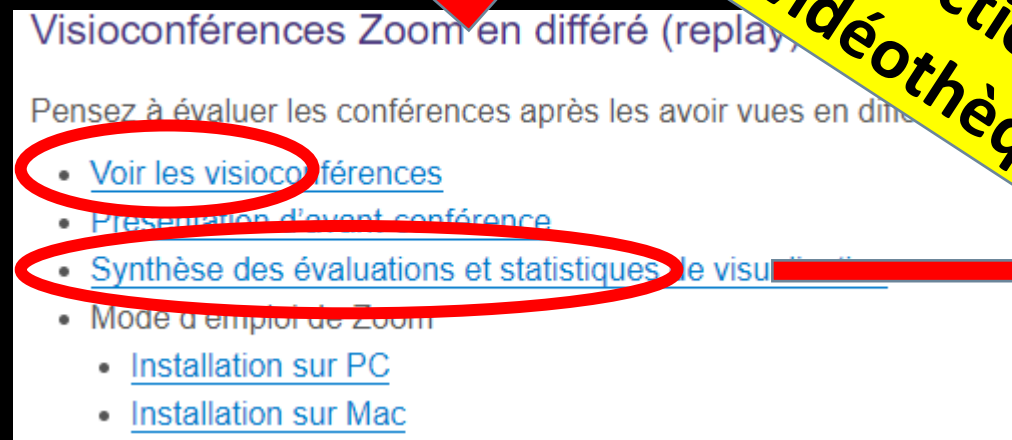 Visioconférences Zoom en différé (replay)
Pensez à évaluer les conférences après les avoir vues en
Voir les visioconférences
Présentation d'avant-conférence
Synthèse des évaluations et statistiques de
Mode d'emploi de Zoom
Installation sur PC
Installation sur Mac